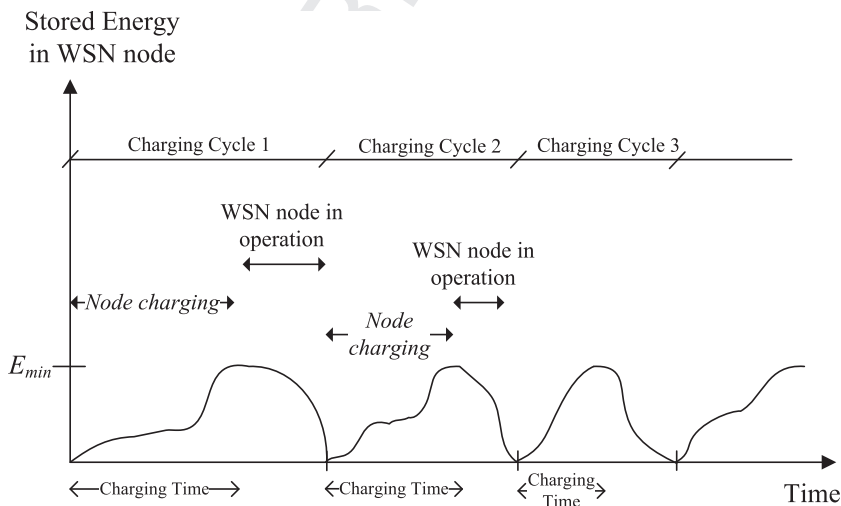 Stored Energy
in WSN node
Charging Cycle 1
Charging Cycle 2
Charging Cycle 3
WSN node in
operation
WSN node in
operation
Node charging
Node
charging
Emin
Charging Time
Charging Time
Charging
Time
Time